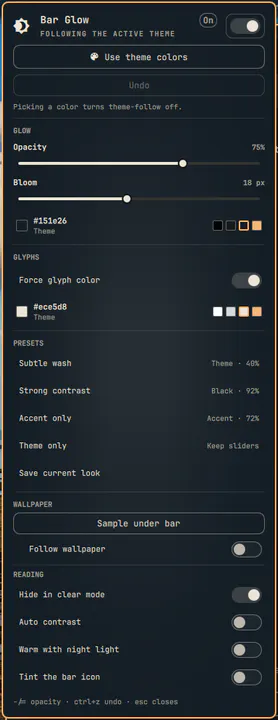 Bar Glow
On
FOLLOWING THE ACTIVE THEME
Use theme colors
Undo
Picking a color turns theme-follow off.
GLOW
Opacity 75%
Bloom 18 px
#151e26
Theme
GLYPHS
Force glyph color
#ece5d8
Theme
PRESETS
Subtle wash Theme · 40%
Strong contrast Black · 92%
Accent only Accent · 72%
Theme only Keep sliders
Save current look
WALLPAPER
Sample under bar
Follow wallpaper
READING
Hide in clear mode
Auto contrast
Warm with night light
Tint the bar icon
opacity · ctrl+z undo · esc closes